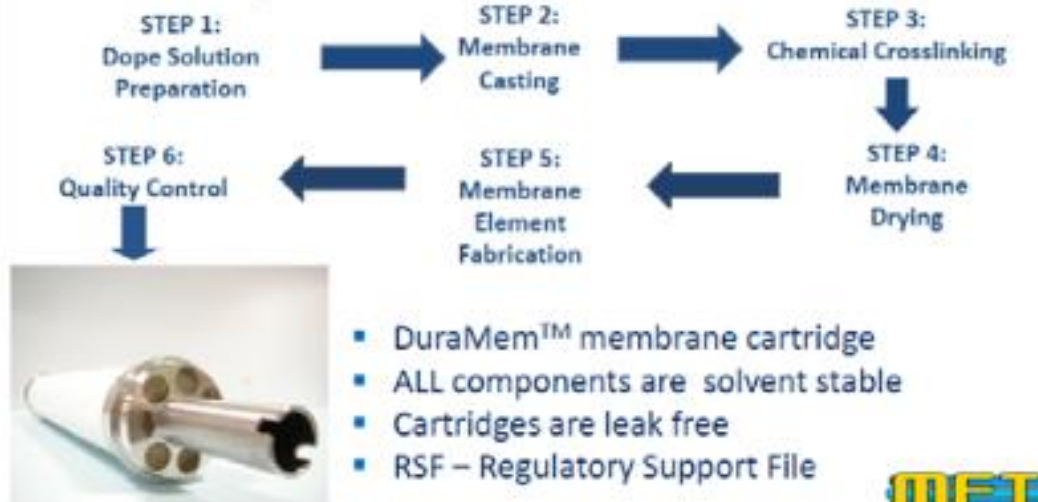 STEP 1:
Dope Solution
Preparation
STEP 2:
Membrane
Casting
STEP 3:
Chemical Crosslinking
STEP 4:
Membrane
Drying
STEP 5:
Membrane
Element
Fabrication
STEP 6:
Quality Control
▪ DuraMem™ membrane cartridge
▪ ALL components are solvent stable
▪ Cartridges are leak free
▪ RSF – Regulatory Support File
MET